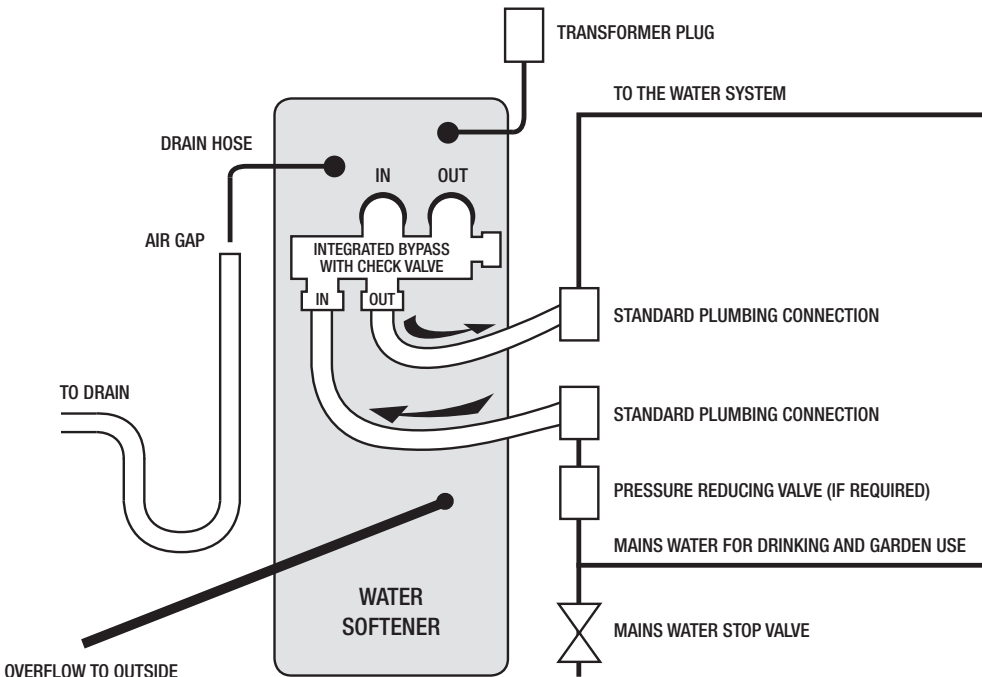 TRANSFORMER PLUG
TO THE WATER SYSTEM
DRAIN HOSE
IN
OUT
AIR GAP
INTEGRATED BYPASS
WITH CHECK VALVE
IN
OUT
STANDARD PLUMBING CONNECTION
TO DRAIN
STANDARD PLUMBING CONNECTION
PRESSURE REDUCING VALVE (IF REQUIRED)
MAINS WATER FOR DRINKING AND GARDEN USE
WATER
SOFTENER
MAINS WATER STOP VALVE
OVERFLOW TO OUTSIDE